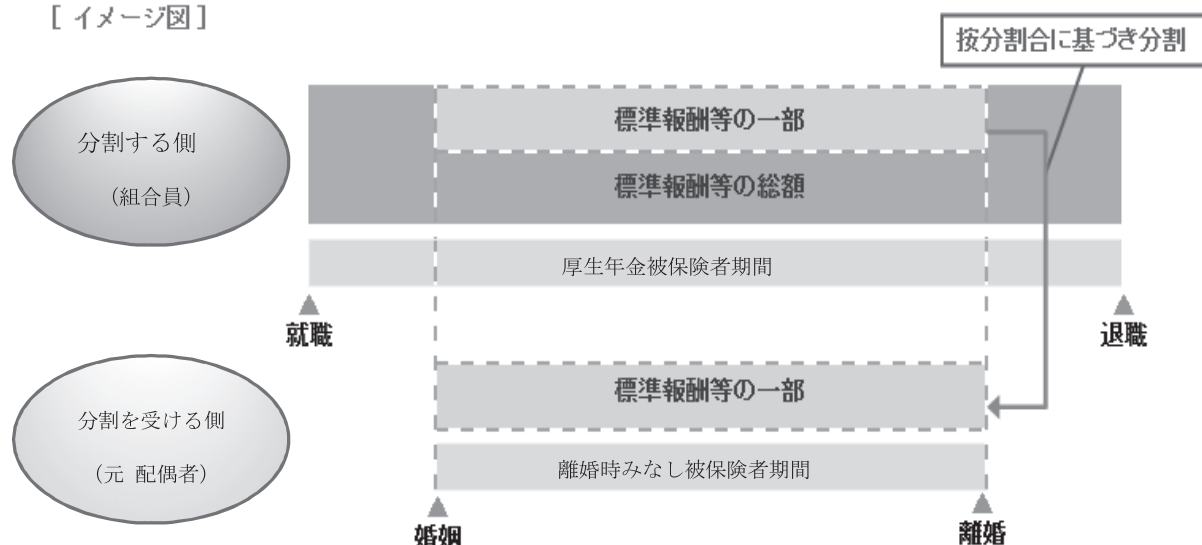 [ イメージ図 ]
按分割合に基づき分割
分割する側
(組合員)
標準報酬等の一部
標準報酬等の総額
厚生年金被保険者期間
就職
退職
分割を受ける側
(元 配偶者)
標準報酬等の一部
離婚時みなし被保険者期間
婚姻
離婚